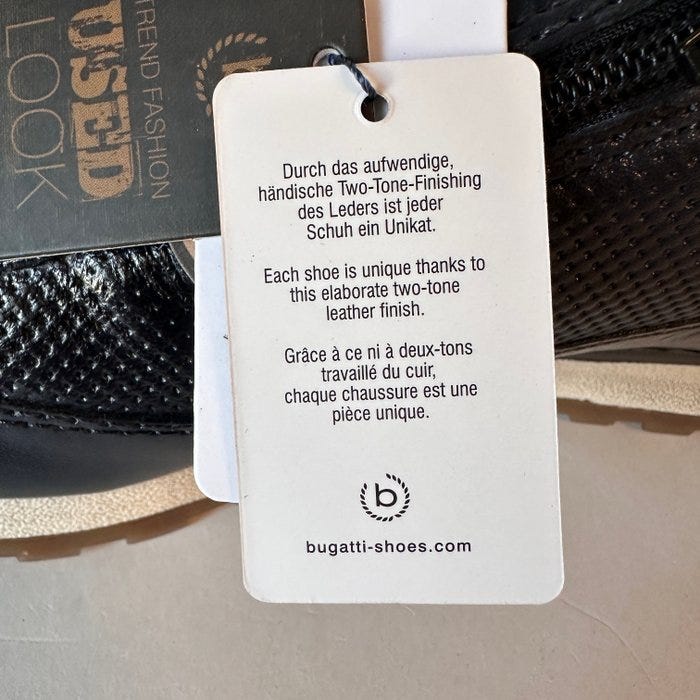 TREND FASHION
USED
LOOK
Durch das aufwendige,
händische Two-Tone-Finishing
des Leders ist jeder
Schuh ein Unikat.
Each shoe is unique thanks to
this elaborate two-tone
leather finish.
Grâce à ce ni à deux-tons
travaillé du cuir,
chaque chaussure est une
pièce unique.
b
bugatti-shoes.com